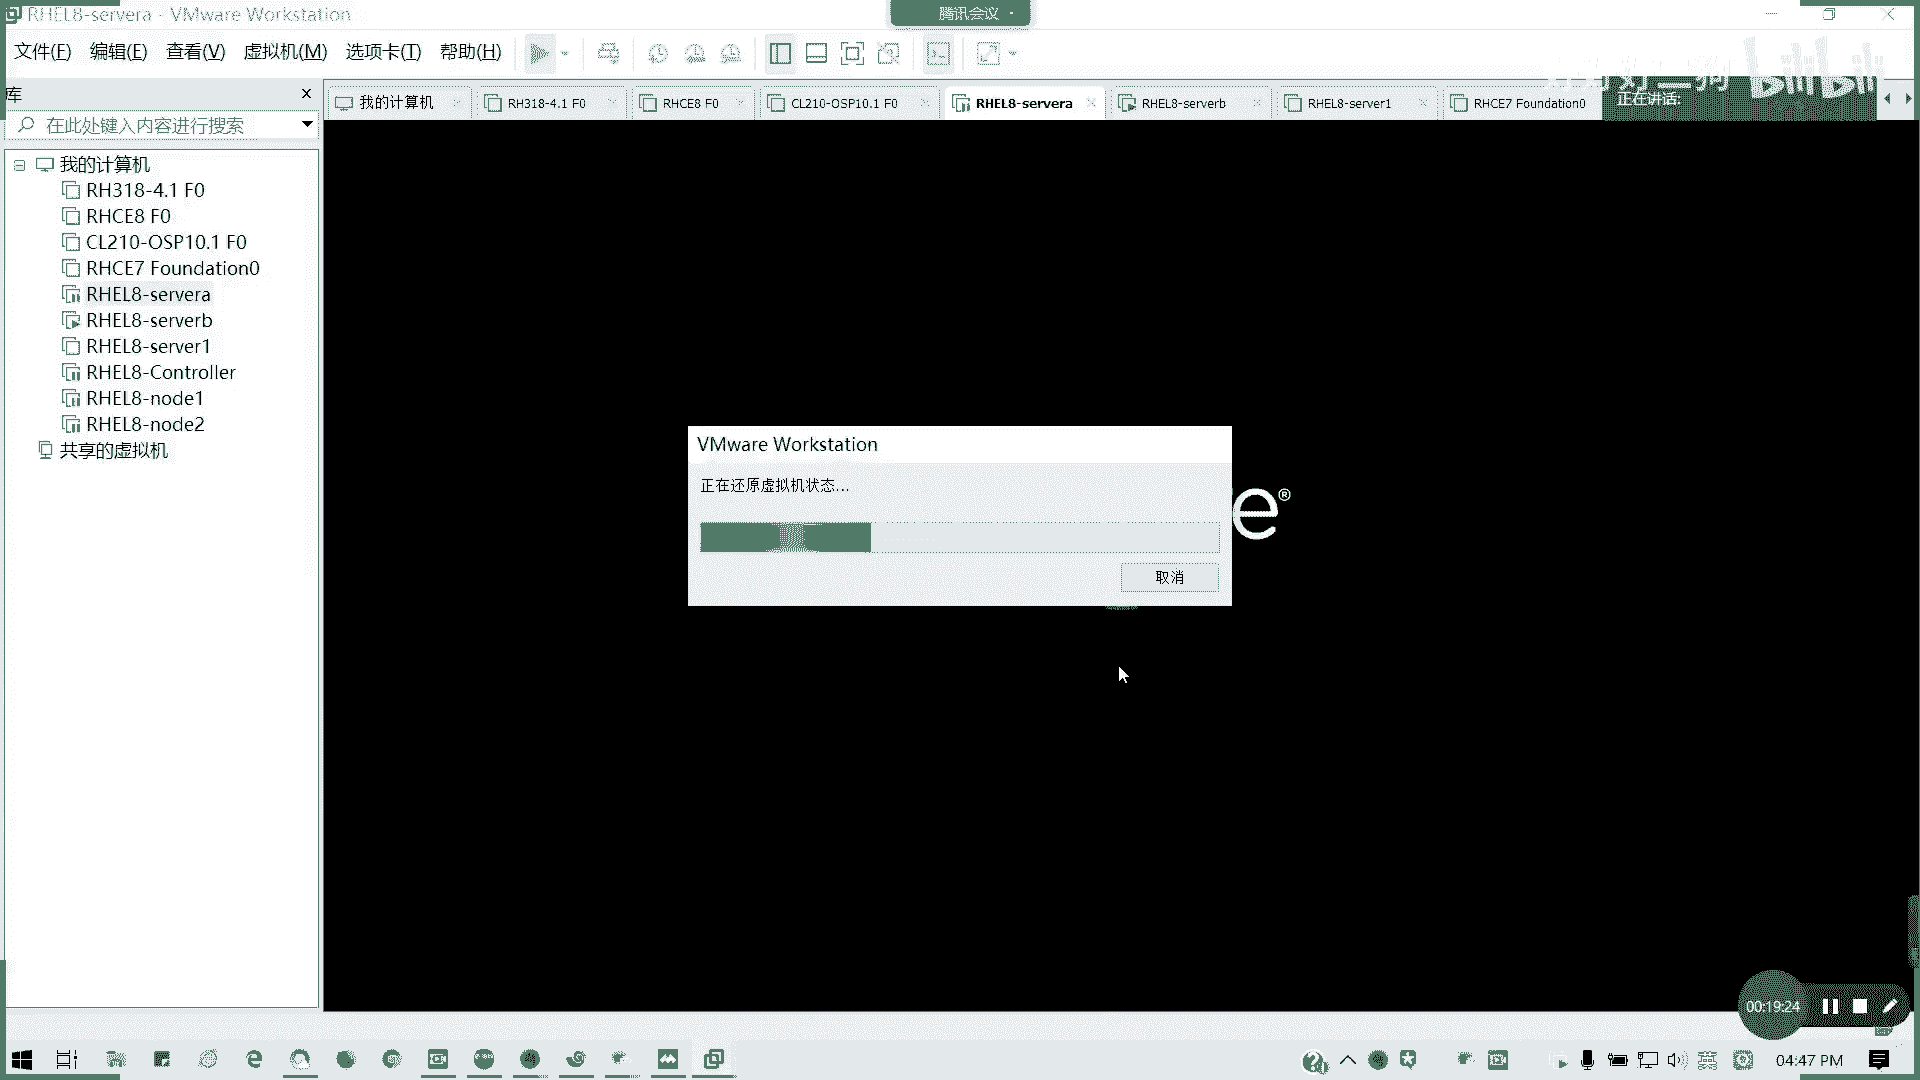 RHEL8-servera - VMware Workstation
腾讯会议
文件(F) 编辑(E) 查看(V) 虚拟机(M) 选项卡(T) 帮助(H)
bilibili
库
我的计算机 RH318-4.1 F0 RHCE8 F0 CL210-OSP10.1 F0 RHEL8-servera RHEL8-serverb RHEL8-server1 RHCE7 Foundation0 正在讲话:
在此处键入内容进行搜索
我的计算机
RH318-4.1 F0
RHCE8 F0
CL210-OSP10.1 F0
RHCE7 Foundation0
RHEL8-servera
RHEL8-serverb
RHEL8-server1
RHEL8-Controller
RHEL8-node1
RHEL8-node2
共享的虚拟机
VMware Workstation
正在还原虚拟机状态...
e®
取消
00:19:24
英
04:47 PM